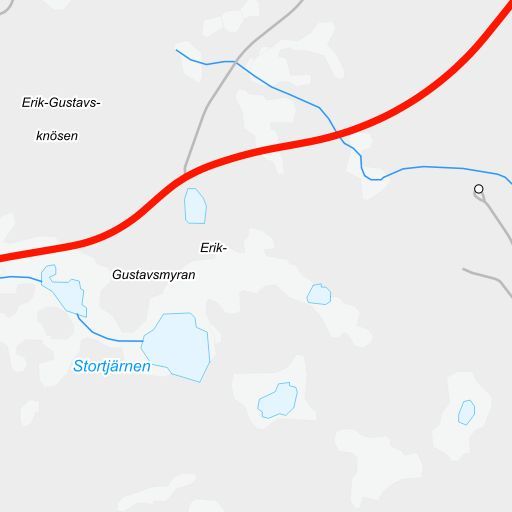 Erik-Gustavs-
knösen
Erik-
Gustavsmyran
Stortjärnen